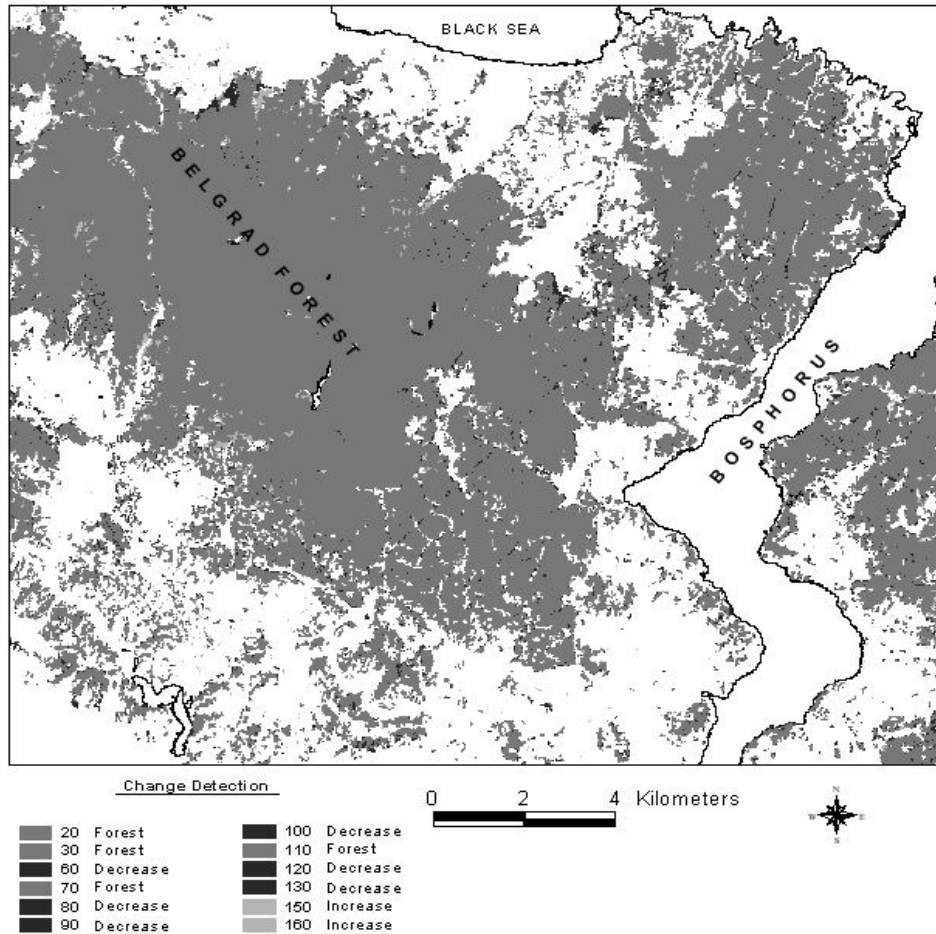 BLACK SEA
BELGRAD FOREST
BOSPHORUS
Change Detection
20 Forest
30 Forest
60 Decrease
70 Forest
80 Decrease
90 Decrease
100 Decrease
110 Forest
120 Decrease
130 Decrease
150 Increase
160 Increase
0 2 4 Kilometers
N
W E
S